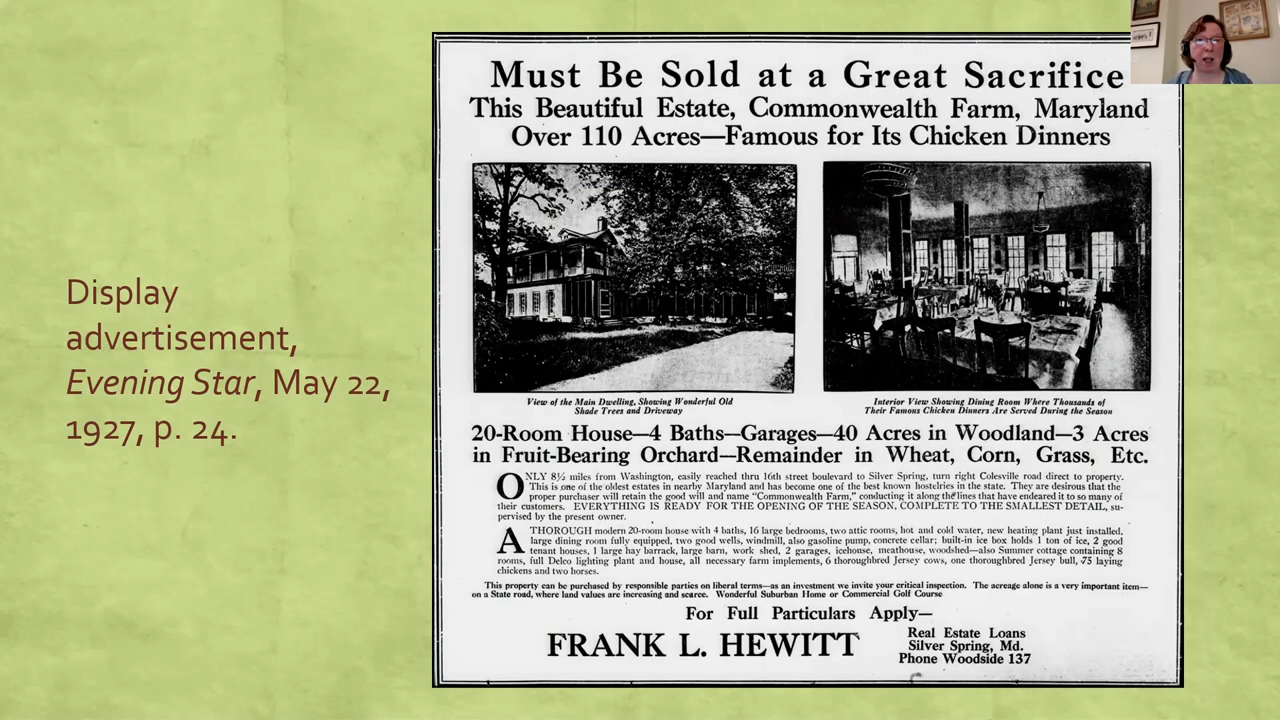 Display
advertisement,
Evening Star, May 22,
1927, p. 24.
Must Be Sold at a Great Sacrifice
This Beautiful Estate, Commonwealth Farm, Maryland
Over 110 Acres—Famous for Its Chicken Dinners
View of the Main Dwelling, Showing Wonderful Old
Shade Trees and Driveway
Interior View Showing Dining Room Where Thousands of
Their Famous Chicken Dinners Are Served During the Season
20-Room House—4 Baths—Garages—40 Acres in Woodland—3 Acres
in Fruit-Bearing Orchard—Remainder in Wheat, Corn, Grass, Etc.
ONLY 8½ miles from Washington, easily reached thru 16th street boulevard to Silver Spring, turn right Colesville road direct to property.
This is one of the oldest estates in nearby Maryland and has become one of the best known hostelries in the state. They are desirous that the
proper purchaser will retain the good will and name "Commonwealth Farm," conducting it along the lines that have endeared it to so many of
their customers. EVERYTHING IS READY FOR THE OPENING OF THE SEASON, COMPLETE TO THE SMALLEST DETAIL, su-
pervised by the present owner.
A THOROUGH modern 20-room house with 4 baths, 16 large bedrooms, two attic rooms, hot and cold water, new heating plant just installed,
large dining room fully equipped, two good wells, windmill, also gasoline pump, concrete cellar; built-in ice box holds 1 ton of ice, 2 good
tenant houses, 1 large hay barrack, large barn, work shed, 2 garages, icehouse, meathouse, woodshed—also Summer cottage containing 8
rooms, full Delco lighting plant and house, all necessary farm implements, 6 thoroughbred Jersey cows, one thoroughbred Jersey bull, 75 laying
chickens and two horses.
This property can be purchased by responsible parties on liberal terms—as an investment we invite your critical inspection. The acreage alone is a very important item—
on a State road, where land values are increasing and scarce. Wonderful Suburban Home or Commercial Golf Course
For Full Particulars Apply—
FRANK L. HEWITT
Real Estate Loans
Silver Spring, Md.
Phone Woodside 137